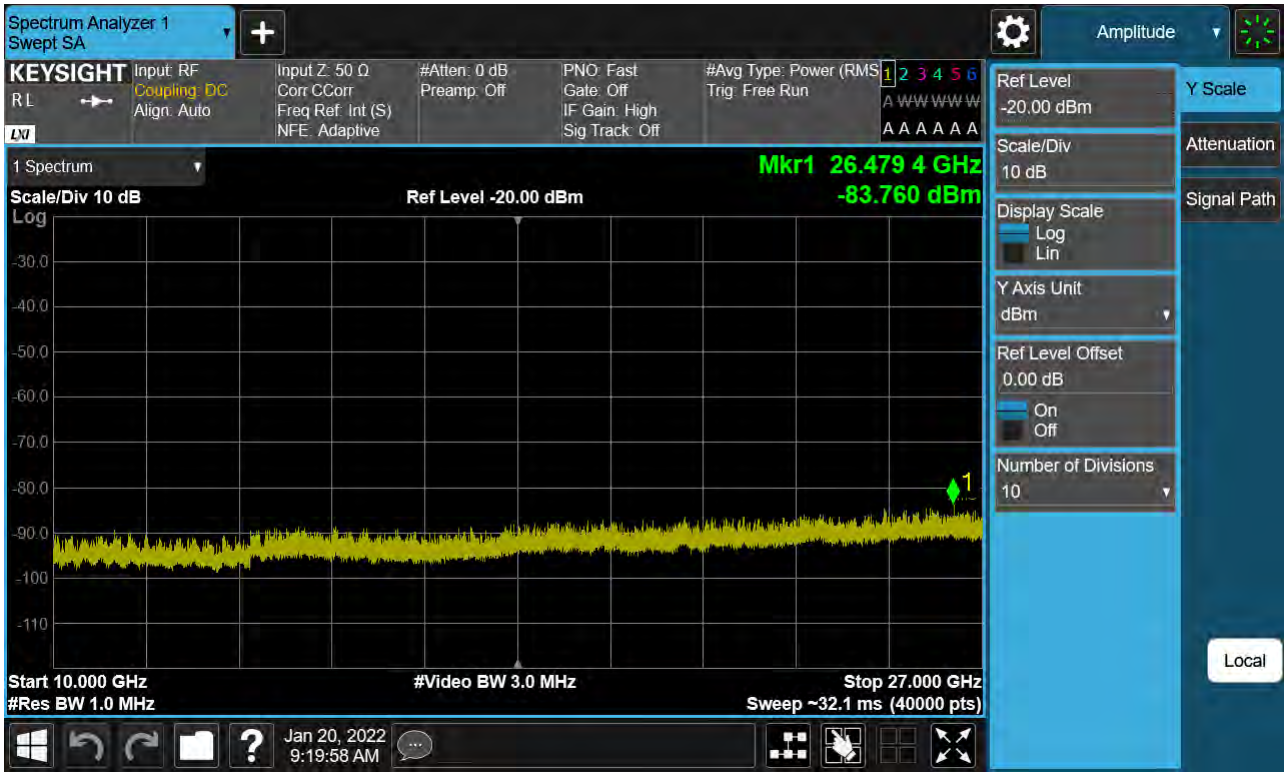 Spectrum Analyzer 1
Swept SA
+
Amplitude
KEYSIGHT
RL
LXI
Input: RF
Coupling: DC
Align: Auto
Input Z: 50 Ω
Corr CCorr
Freq Ref: Int (S)
NFE: Adaptive
#Atten: 0 dB
Preamp: Off
PNO: Fast
Gate: Off
IF Gain: High
Sig Track: Off
#Avg Type: Power (RMS
Trig: Free Run
1 2 3 4 5 6
A W W W W W
A A A A A A
1 Spectrum
Mkr1 26.479 4 GHz
-83.760 dBm
Scale/Div 10 dB
Ref Level -20.00 dBm
Log
-30.0
-40.0
-50.0
-60.0
-70.0
-80.0
-90.0
-100
-110
1
Start 10.000 GHz
#Video BW 3.0 MHz
Stop 27.000 GHz
#Res BW 1.0 MHz
Sweep ~32.1 ms (40000 pts)
Ref Level
-20.00 dBm
Scale/Div
10 dB
Display Scale
Log
Lin
Y Axis Unit
dBm
Ref Level Offset
0.00 dB
On
Off
Number of Divisions
10
Y Scale
Attenuation
Signal Path
Local
?
Jan 20, 2022
9:19:58 AM